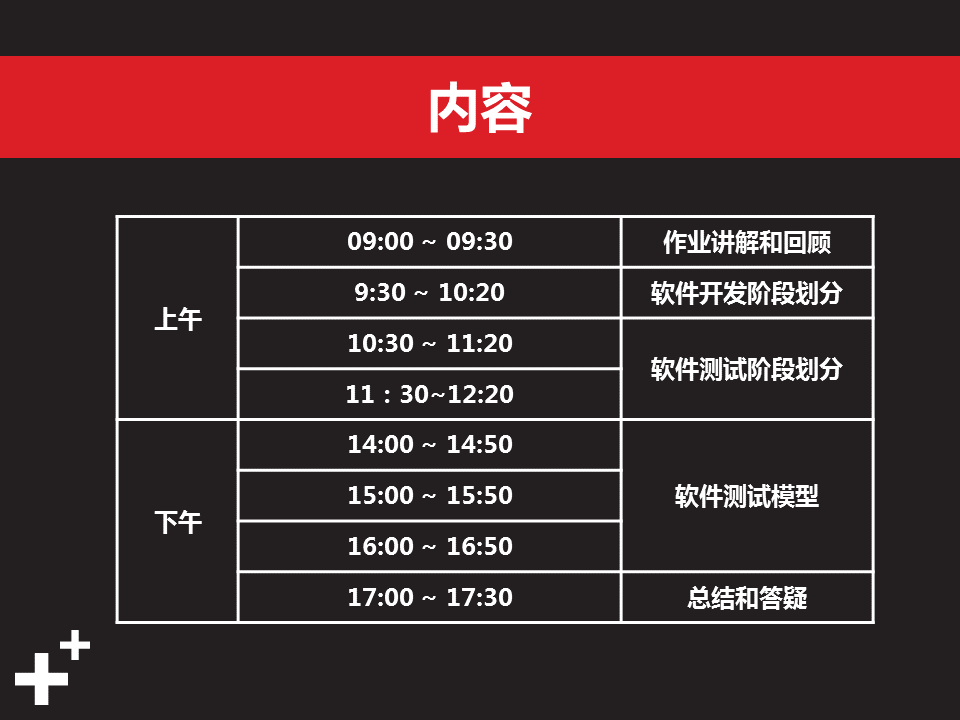 内容
上午
09:00 ~ 09:30
作业讲解和回顾
9:30 ~ 10:20
软件开发阶段划分
10:30 ~ 11:20
软件测试阶段划分
11：30~12:20
下午
14:00 ~ 14:50
软件测试模型
15:00 ~ 15:50
16:00 ~ 16:50
17:00 ~ 17:30
总结和答疑